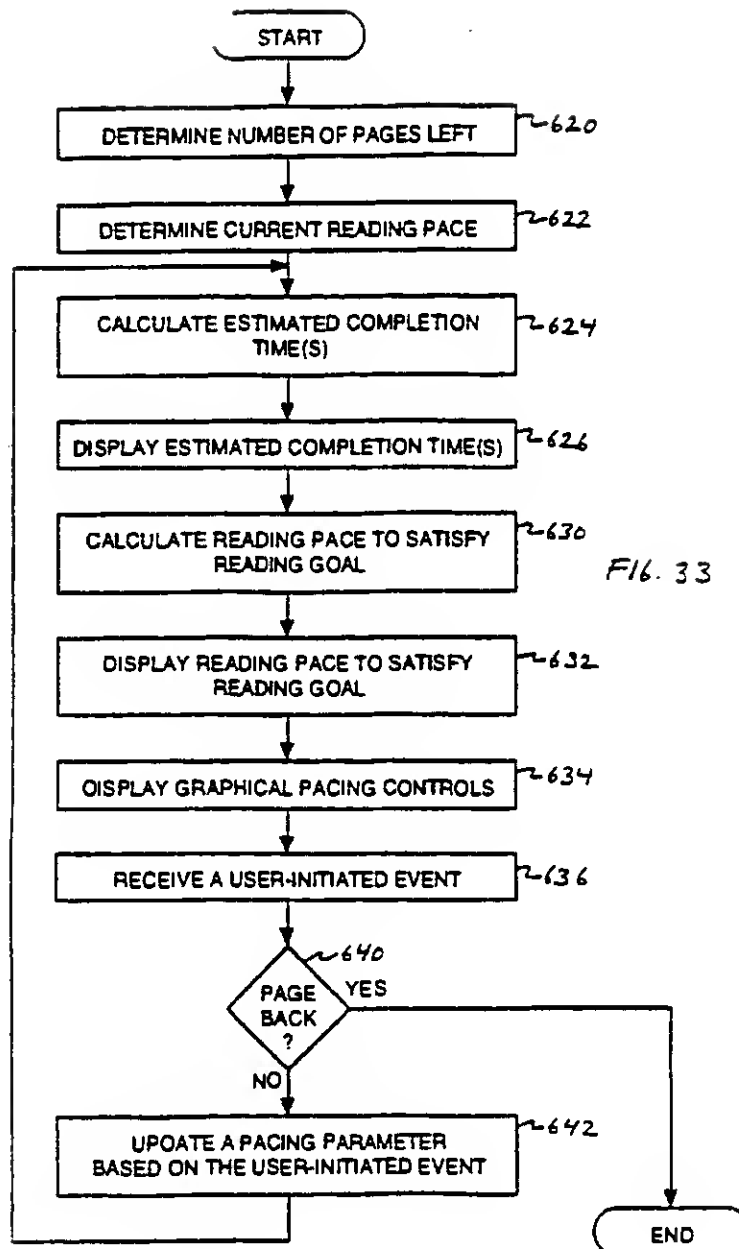 START
DETERMINE NUMBER OF PAGES LEFT 620
DETERMINE CURRENT READING PACE 622
CALCULATE ESTIMATED COMPLETION
TIME(S)
624
DISPLAY ESTIMATED COMPLETION TIME(S) 626
CALCULATE READING PACE TO SATISFY
READING GOAL
630
FIG. 33
DISPLAY READING PACE TO SATISFY
READING GOAL
632
DISPLAY GRAPHICAL PACING CONTROLS 634
RECEIVE A USER-INITIATED EVENT 636
640
PAGE
BACK
?
YES
NO
UPDATE A PACING PARAMETER
BASED ON THE USER-INITIATED EVENT
642
END